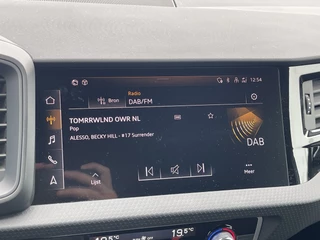 12:54
Radio
Bron
DAB/FM
TOMRRWLND OWR NL
Pop
ALESSO, BECKY HILL - #17 Surrender
DAB
Lijst
Meer
19.5